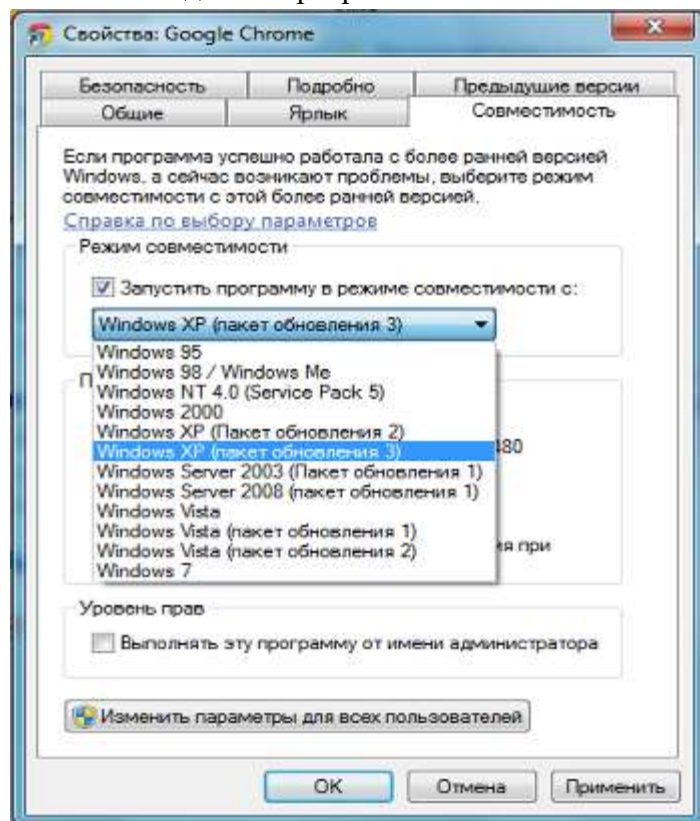 Свойства: Google Chrome
Безопасность Подробно Предыдущие версии
Общие Ярлык Совместимость
Если программа успешно работала с более ранней версией
Windows, а сейчас возникают проблемы, выберите режим
совместимости с этой более ранней версией.
Справка по выбору параметров
Режим совместимости
Запустить программу в режиме совместимости с:
Windows XP (пакет обновления 3)
Windows 95
Windows 98 / Windows Me
Windows NT 4.0 (Service Pack 5)
Windows 2000
Windows XP (Пакет обновления 2)
Windows XP (пакет обновления 3)
480
Windows Server 2003 (Пакет обновления 1)
Windows Server 2008 (пакет обновления 1)
Windows Vista
Windows Vista (пакет обновления 1)
Windows Vista (пакет обновления 2)
при
Windows 7
Уровень прав
Выполнять эту программу от имени администратора
Изменить параметры для всех пользователей
OK Отмена Применить